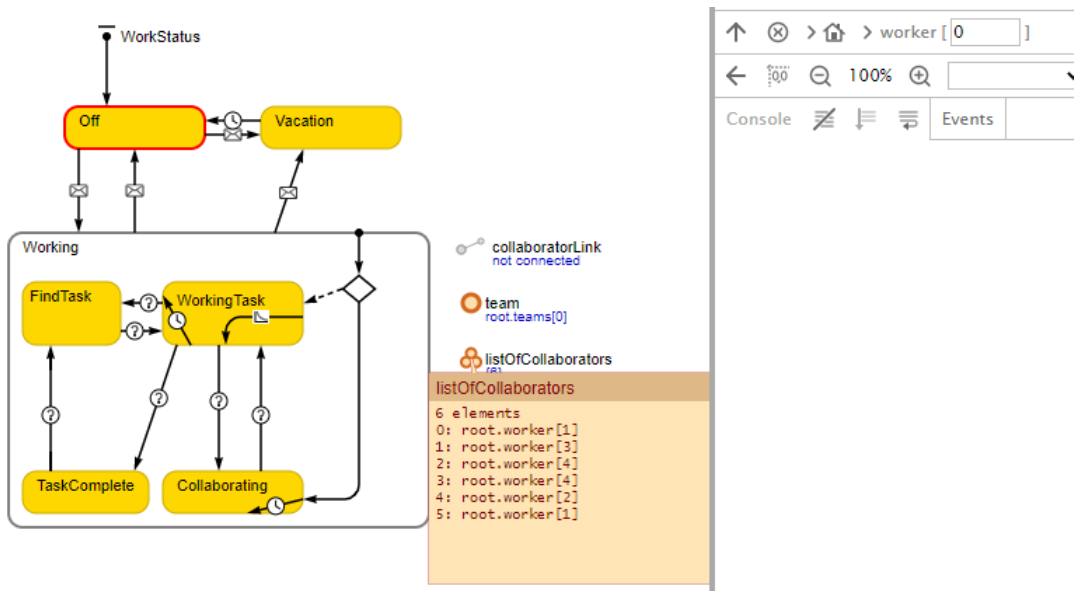 WorkStatus
Off
Vacation
Working
FindTask
WorkingTask
TaskComplete
Collaborating
collaboratorLink
not connected
team
root.teams[0]
listOfCollaborators
listOfCollaborators
6 elements
0: root.worker[1]
1: root.worker[3]
2: root.worker[4]
3: root.worker[4]
4: root.worker[2]
5: root.worker[1]
worker [ 0 ]
0,0 100%
Console Events